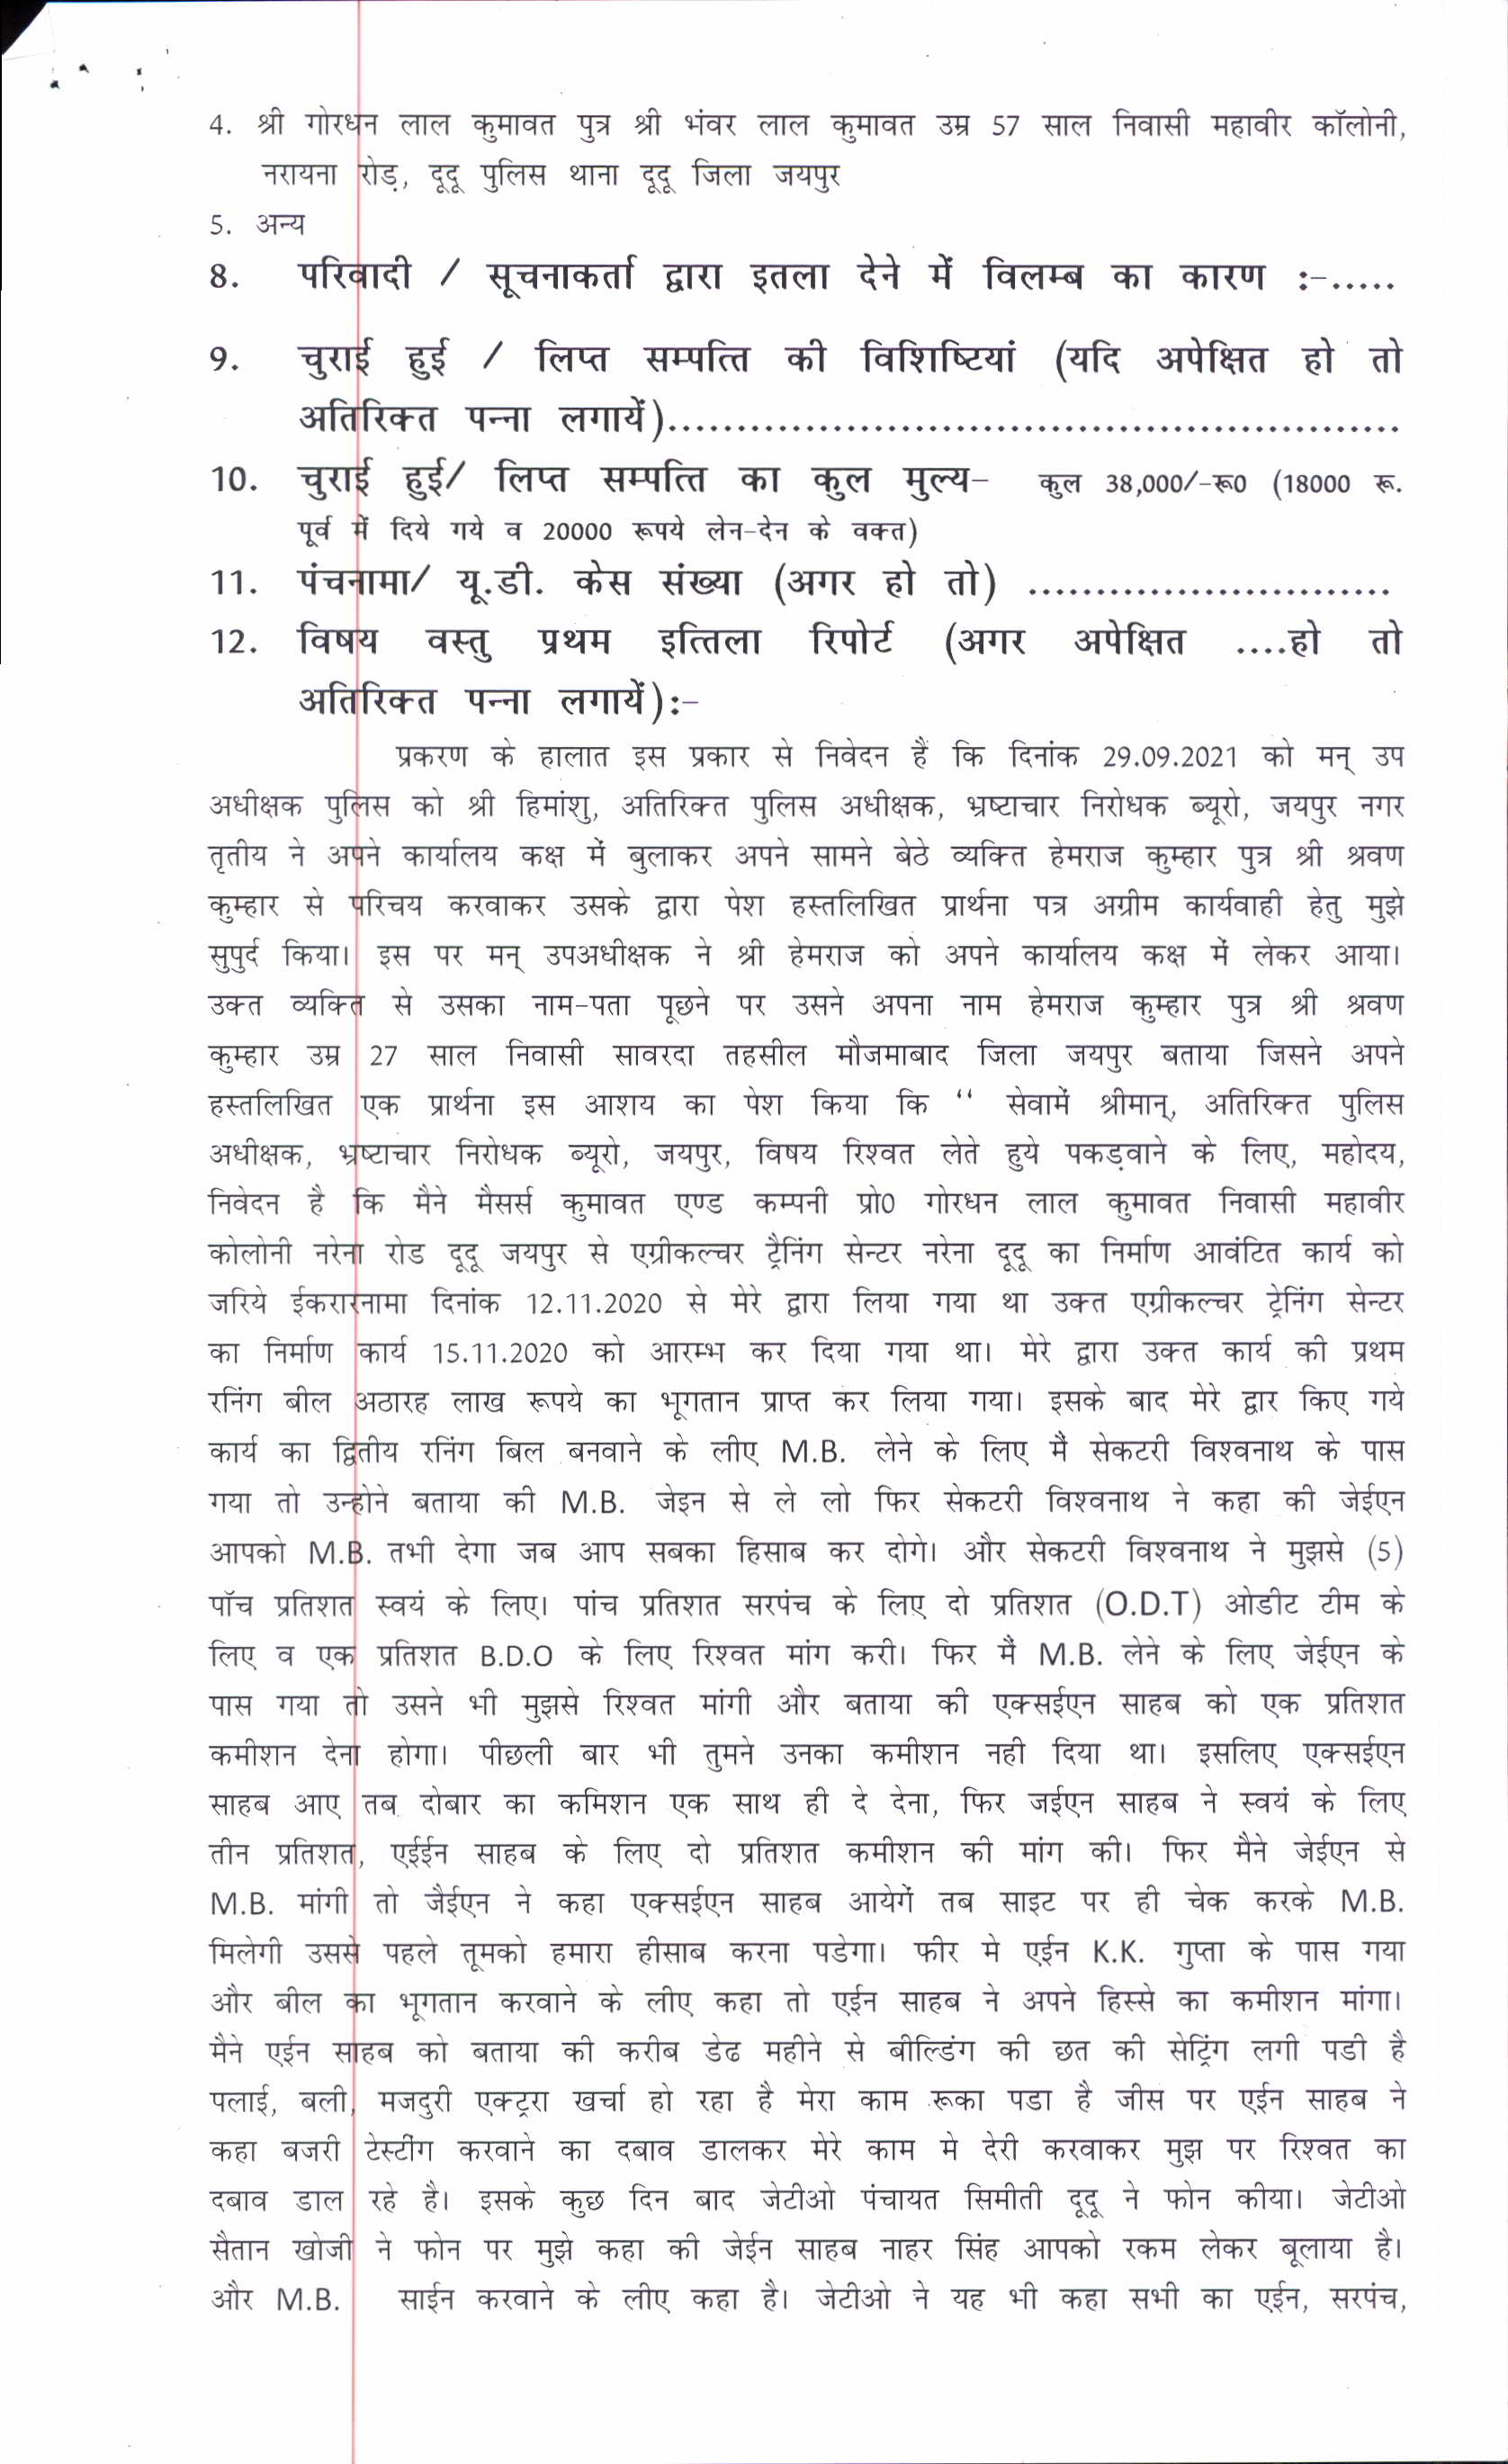 4. श्री गोरधन लाल कुमावत पुत्र श्री भंवर लाल कुमावत उम्र 57 साल निवासी महावीर कॉलोनी,
नरायना रोड़, दूदू पुलिस थाना दूदू जिला जयपुर
5. अन्य
8. परिवादी / सूचनाकर्ता द्वारा इतला देने में विलम्ब का कारण :-.....
9. चुराई हुई / लिप्त सम्पत्ति की विशिष्टियां (यदि अपेक्षित हो तो
अतिरिक्त पन्ना लगायें)......................................................
10. चुराई हुई/ लिप्त सम्पत्ति का कुल मुल्य- कुल 38,000/-रू0 (18000 रू.
पूर्व में दिये गये व 20000 रूपये लेन-देन के वक्त)
11. पंचनामा/ यू.डी. केस संख्या (अगर हो तो) ...........................
12. विषय वस्तु प्रथम इत्तिला रिपोर्ट (अगर अपेक्षित ....हो तो
अतिरिक्त पन्ना लगायें):-
प्रकरण के हालात इस प्रकार से निवेदन हैं कि दिनांक 29.09.2021 को मन् उप
अधीक्षक पुलिस को श्री हिमांशु, अतिरिक्त पुलिस अधीक्षक, भ्रष्टाचार निरोधक ब्यूरो, जयपुर नगर
तृतीय ने अपने कार्यालय कक्ष में बुलाकर अपने सामने बेठे व्यक्ति हेमराज कुम्हार पुत्र श्री श्रवण
कुम्हार से परिचय करवाकर उसके द्वारा पेश हस्तलिखित प्रार्थना पत्र अग्रीम कार्यवाही हेतु मुझे
सुपुर्द किया। इस पर मन् उपअधीक्षक ने श्री हेमराज को अपने कार्यालय कक्ष में लेकर आया।
उक्त व्यक्ति से उसका नाम-पता पूछने पर उसने अपना नाम हेमराज कुम्हार पुत्र श्री श्रवण
कुम्हार उम्र 27 साल निवासी सावरदा तहसील मौजमाबाद जिला जयपुर बताया जिसने अपने
हस्तलिखित एक प्रार्थना इस आशय का पेश किया कि “ सेवामें श्रीमान्, अतिरिक्त पुलिस
अधीक्षक, भ्रष्टाचार निरोधक ब्यूरो, जयपुर, विषय रिश्वत लेते हुये पकड़वाने के लिए, महोदय,
निवेदन है कि मैने मैसर्स कुमावत एण्ड कम्पनी प्रो0 गोरधन लाल कुमावत निवासी महावीर
कोलोनी नरेना रोड दूदू जयपुर से एग्रीकल्चर ट्रैनिंग सेन्टर नरेना दूदू का निर्माण आवंटित कार्य को
जरिये ईकरारनामा दिनांक 12.11.2020 से मेरे द्वारा लिया गया था उक्त एग्रीकल्चर ट्रेनिंग सेन्टर
का निर्माण कार्य 15.11.2020 को आरम्भ कर दिया गया था। मेरे द्वारा उक्त कार्य की प्रथम
रनिंग बील अठारह लाख रूपये का भूगतान प्राप्त कर लिया गया। इसके बाद मेरे द्वार किए गये
कार्य का द्वितीय रनिंग बिल बनवाने के लीए M.B. लेने के लिए मैं सेकटरी विश्वनाथ के पास
गया तो उन्होने बताया की M.B. जेइन से ले लो फिर सेकटरी विश्वनाथ ने कहा की जेईएन
आपको M.B. तभी देगा जब आप सबका हिसाब कर दोगे। और सेकटरी विश्वनाथ ने मुझसे (5)
पॉच प्रतिशत स्वयं के लिए। पांच प्रतिशत सरपंच के लिए दो प्रतिशत (O.D.T) ओडीट टीम के
लिए व एक प्रतिशत B.D.O के लिए रिश्वत मांग करी। फिर मैं M.B. लेने के लिए जेईएन के
पास गया तो उसने भी मुझसे रिश्वत मांगी और बताया की एक्सईएन साहब को एक प्रतिशत
कमीशन देना होगा। पीछली बार भी तुमने उनका कमीशन नही दिया था। इसलिए एक्सईएन
साहब आए तब दोबार का कमिशन एक साथ ही दे देना, फिर जईएन साहब ने स्वयं के लिए
तीन प्रतिशत, एईईन साहब के लिए दो प्रतिशत कमीशन की मांग की। फिर मैने जेईएन से
M.B. मांगी तो जैईएन ने कहा एक्सईएन साहब आयेगें तब साइट पर ही चेक करके M.B.
मिलेगी उससे पहले तूमको हमारा हीसाब करना पडेगा। फीर मे एईन K.K. गुप्ता के पास गया
और बील का भूगतान करवाने के लीए कहा तो एईन साहब ने अपने हिस्से का कमीशन मांगा।
मैने एईन साहब को बताया की करीब डेढ महीने से बील्डिंग की छत की सेट्रिंग लगी पडी है
पलाई, बली, मजदुरी एक्ट्रा खर्चा हो रहा है मेरा काम रूका पडा है जीस पर एईन साहब ने
कहा बजरी टेस्टींग करवाने का दबाव डालकर मेरे काम मे देरी करवाकर मुझ पर रिश्वत का
दबाव डाल रहे है। इसके कुछ दिन बाद जेटीओ पंचायत सिमीती दूदू ने फोन कीया। जेटीओ
सैतान खोजी ने फोन पर मुझे कहा की जेईन साहब नाहर सिंह आपको रकम लेकर बूलाया है।
और M.B. साईन करवाने के लीए कहा है। जेटीओ ने यह भी कहा सभी का एईन, सरपंच,